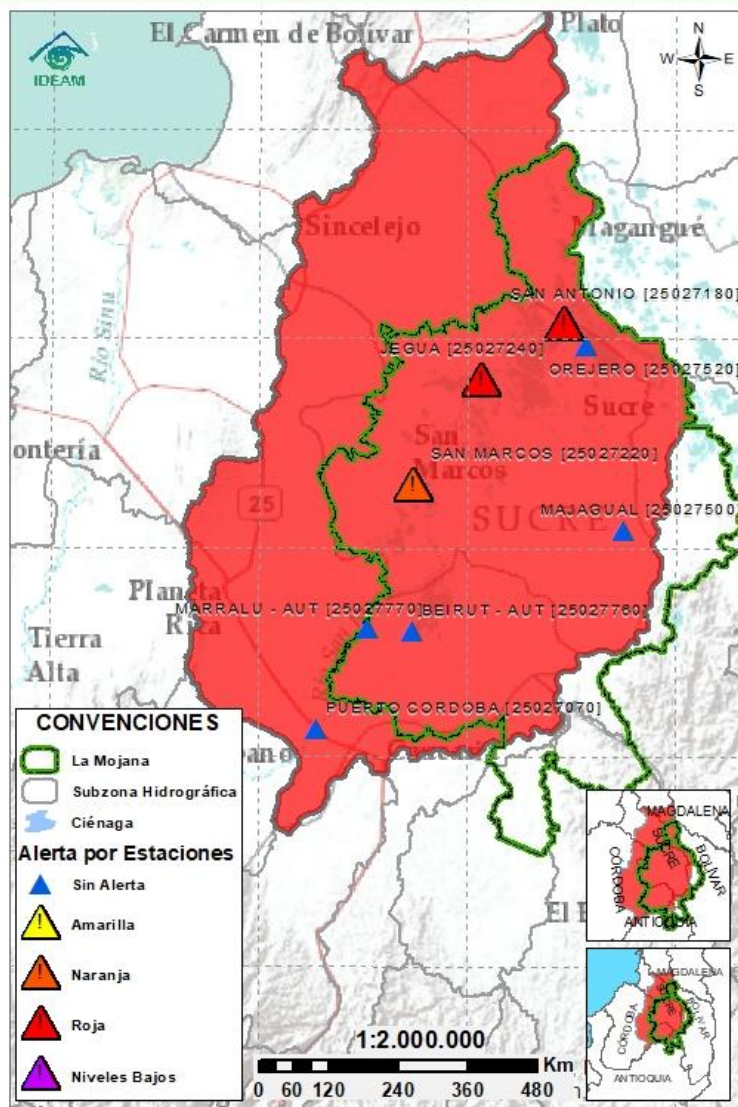 El Carmen de Bolívar
Plato
IDEAM
N
W E
S
Sincelejo
Magangué
Río Sinú
SAN ANTONIO [25027180]
JEGUA [25027240]
OREJERO [25027520]
Sucre
ontería
San
Marcos
SAN MARCOS [25027220]
25
SUCRE
MAJAGUAL [25027500]
Planeta
Rica
MARRALU - AUT [25027770]
BEIRUT - AUT [25027760]
Tierra
Alta
PUERTO CORDOBA [25027070]
CONVENCIONES
La Mojana
Subzona Hidrográfica
Ciénaga
Alerta por Estaciones
Sin Alerta
Amarilla
Naranja
Roja
Niveles Bajos
El B
1:2.000.000
Km
0 60 120 240 360 480
MAGDALENA
SUCRE
BOLÍVAR
CÓRDOBA
ANTIOQUIA
MAGDALENA
BOLÍVAR
CÓRDOBA
ANTIOQUIA